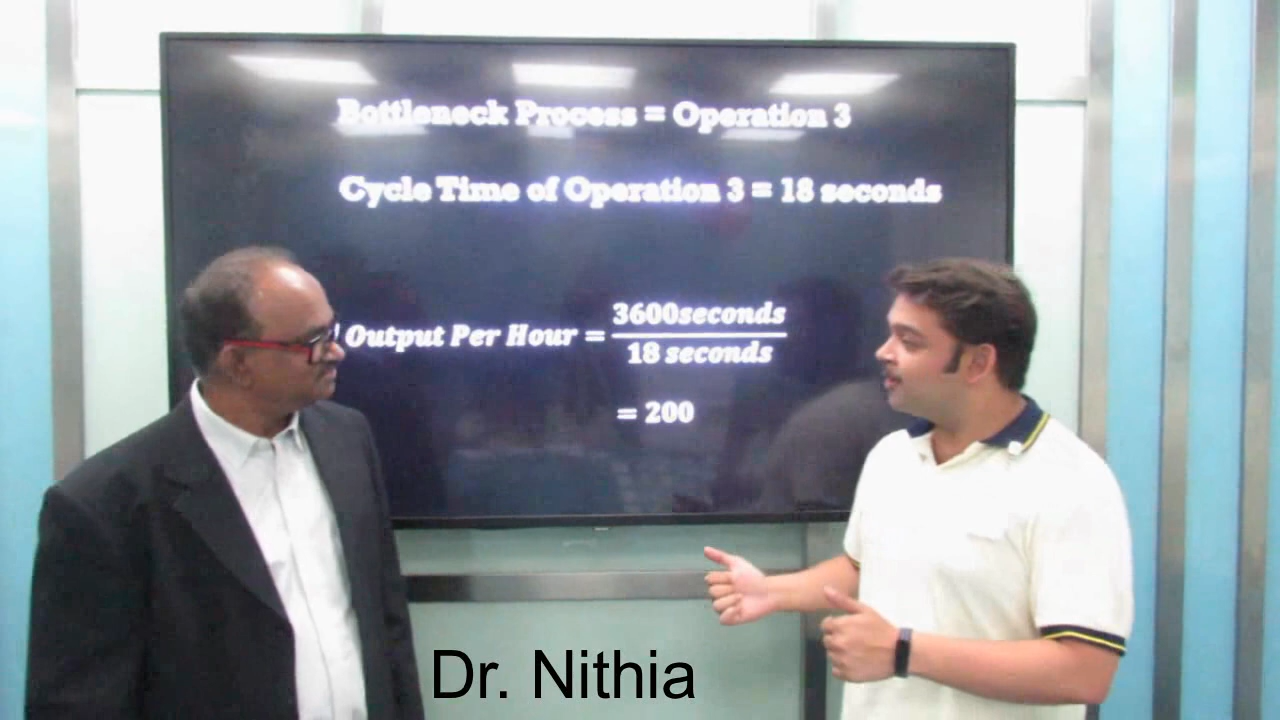 Bottleneck Process = Operation 3
Cycle Time of Operation 3 = 18 seconds
Output Per Hour = 3600seconds / 18 seconds
= 200
Dr. Nithia